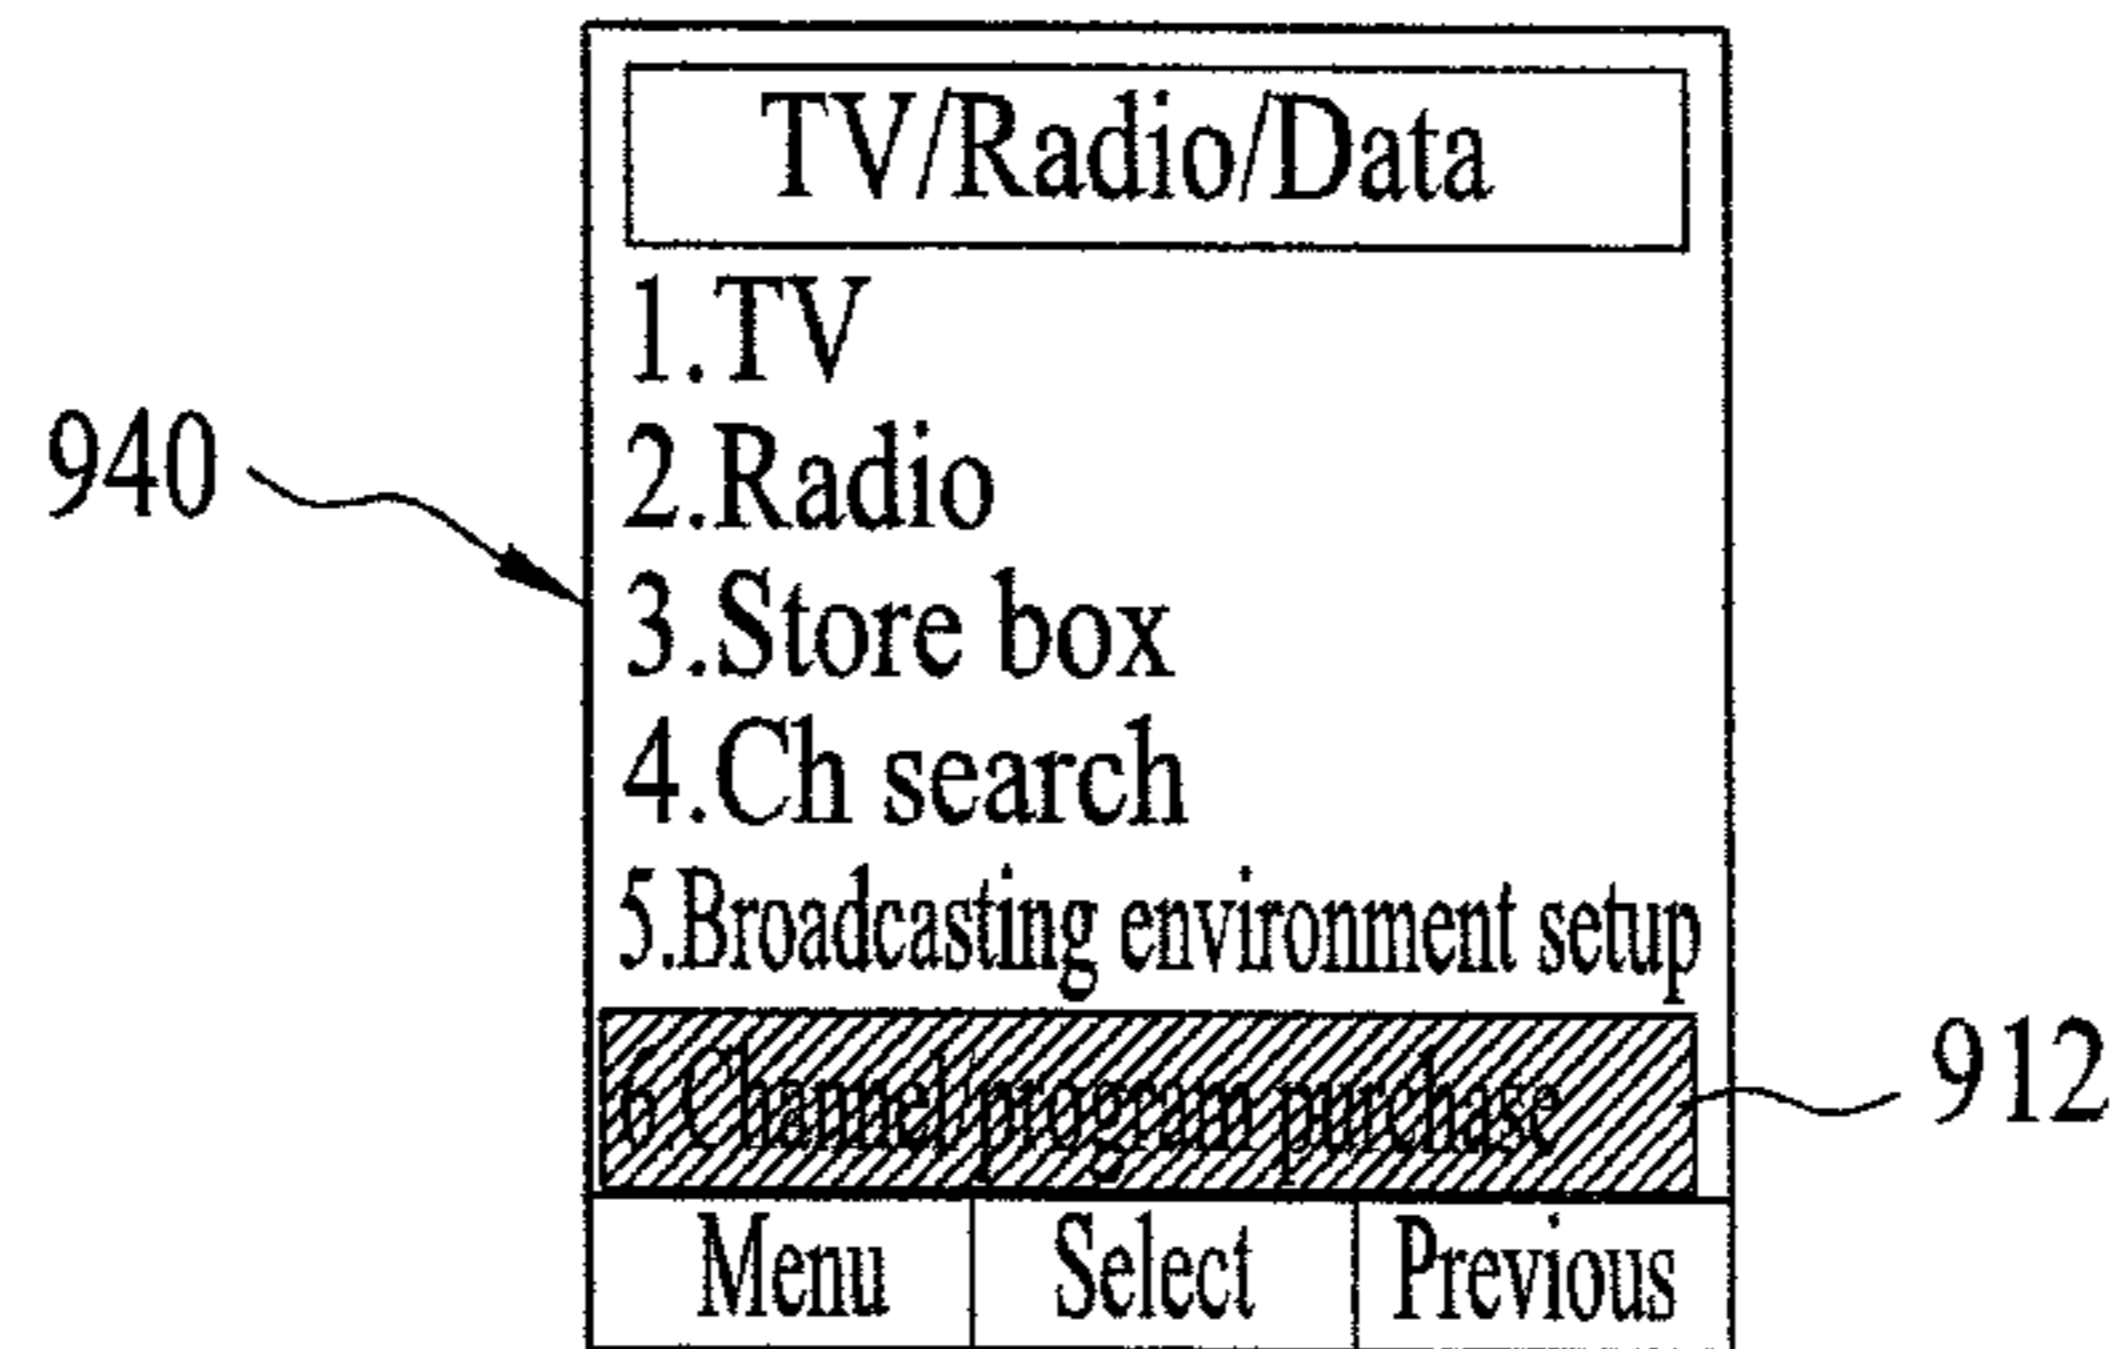 TV/Radio/Data
1.TV
2.Radio
940
3.Store box
4.Ch search
5.Broadcasting environment setup
6 Channel/program purchase
912
Menu Select Previous